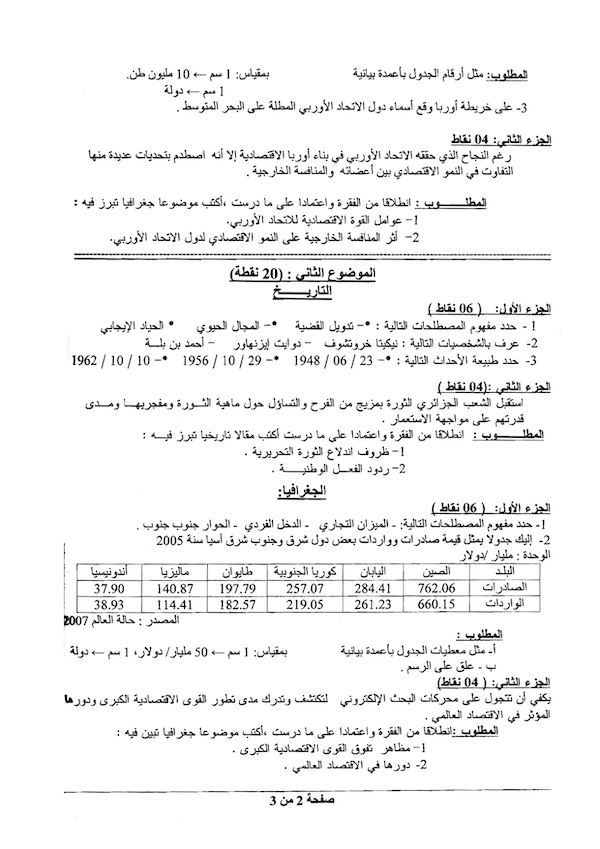 المطلوب: مثل أرقام الجدول بأعمدة بيانية بمقياس: 1 سم ← 10 مليون طن.
1 سم ← دولة
3- على خريطة أوربا وقع أسماء دول الاتحاد الأوربي المطلة على البحر المتوسط .
الجزء الثاني: 04 نقاط
رغم النجاح الذي حققه الاتحاد الأوربي في بناء أوربا الاقتصادية إلا أنه اصطدم بتحديات عديدة منها
التفاوت في النمو الاقتصادي بين أعضائه والمنافسة الخارجية .
المطلـــــوب : انطلاقا من الفقرة واعتمادا على ما درست ،أكتب موضوعا جغرافيا تبرز فيه :
1- عوامل القوة الاقتصادية للاتحاد الأوربي.
2- أثر المنافسة الخارجية على النمو الاقتصادي لدول الاتحاد الأوربي.
الموضوع الثاني : (20 نقطة)
التاريـــــخ
الجزء الأول: ( 06 نقاط )
1 - حدد مفهوم المصطلحات التالية : *- تدويل القضية *- المجال الحيوي * الحياد الإيجابي
2- عرف بالشخصيات التالية : نيكيتا خروتشوف – دوايت إيزنهاور – أحمد بن بلــة
3- حدد طبيعة الأحداث التالية : *- 23 / 06 / 1948 *- 29 / 10 / 1956 *- 10 / 10 / 1962
الجزء الثاني :(04 نقاط )
استقبل الشعب الجزائري الثورة بمزيج من الفرح والتساؤل حول ماهية الثــورة ومفجريهـــا ومــدى
قدرتهم على مواجهة الاستعمار .
المطلـــــوب : انطلاقا من الفقرة واعتمادا على ما درست أكتب مقالا تاريخيا تبرز فيـــه :
1- ظروف اندلاع الثورة التحريرية .
2- ردود الفعــل الوطنيـــــة .
الجغرافيا:
الجزء الأول: ( 06 نقاط )
1- حدد مفهوم المصطلحات التالية: - الميزان التجاري - الدخل الفردي - الحوار جنوب جنوب .
2- إليك جدولا يمثل قيمة صادرات وواردات بعض دول شرق وجنوب شرق آسيا سنة 2005
الوحدة : مليار /دولار
البلـد الصين اليابان كوريا الجنوبية طايوان ماليزيا أندونيسيا
الصادرات 762.06 284.41 257.07 197.79 140.87 37.90
الواردات 660.15 261.23 219.05 182.57 114.41 38.93
المصدر : حالة العالم 2007
المطلوب :
أ- مثل معطيات الجدول بأعمدة بيانية بمقياس: 1 سم ← 50 مليار/ دولار، 1 سم ← دولة
ب - علق على الرسم .
الجزء الثاني: ( 04 نقاط)
يكفي أن تتجول على محركات البحث الإلكتروني لتكتشف وتدرك مدى تطور القوى الاقتصادية الكبرى ودورها
المؤثر في الاقتصاد العالمي .
المطلوب :انطلاقا من الفقرة واعتمادا على ما درست ،أكتب موضوعا جغرافيا تبين فيه :
1- مظاهر تفوق القوى الاقتصادية الكبرى .
2- دورها في الاقتصاد العالمي .
صفحة 2 من 3